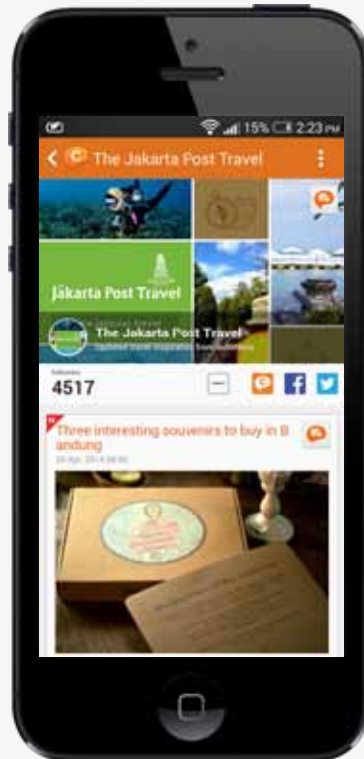 15% 2:23 PM
The Jakarta Post Travel
Jakarta Post Travel
The Jakarta Post Travel
followers
4517
Three interesting souvenirs to buy in B
andung